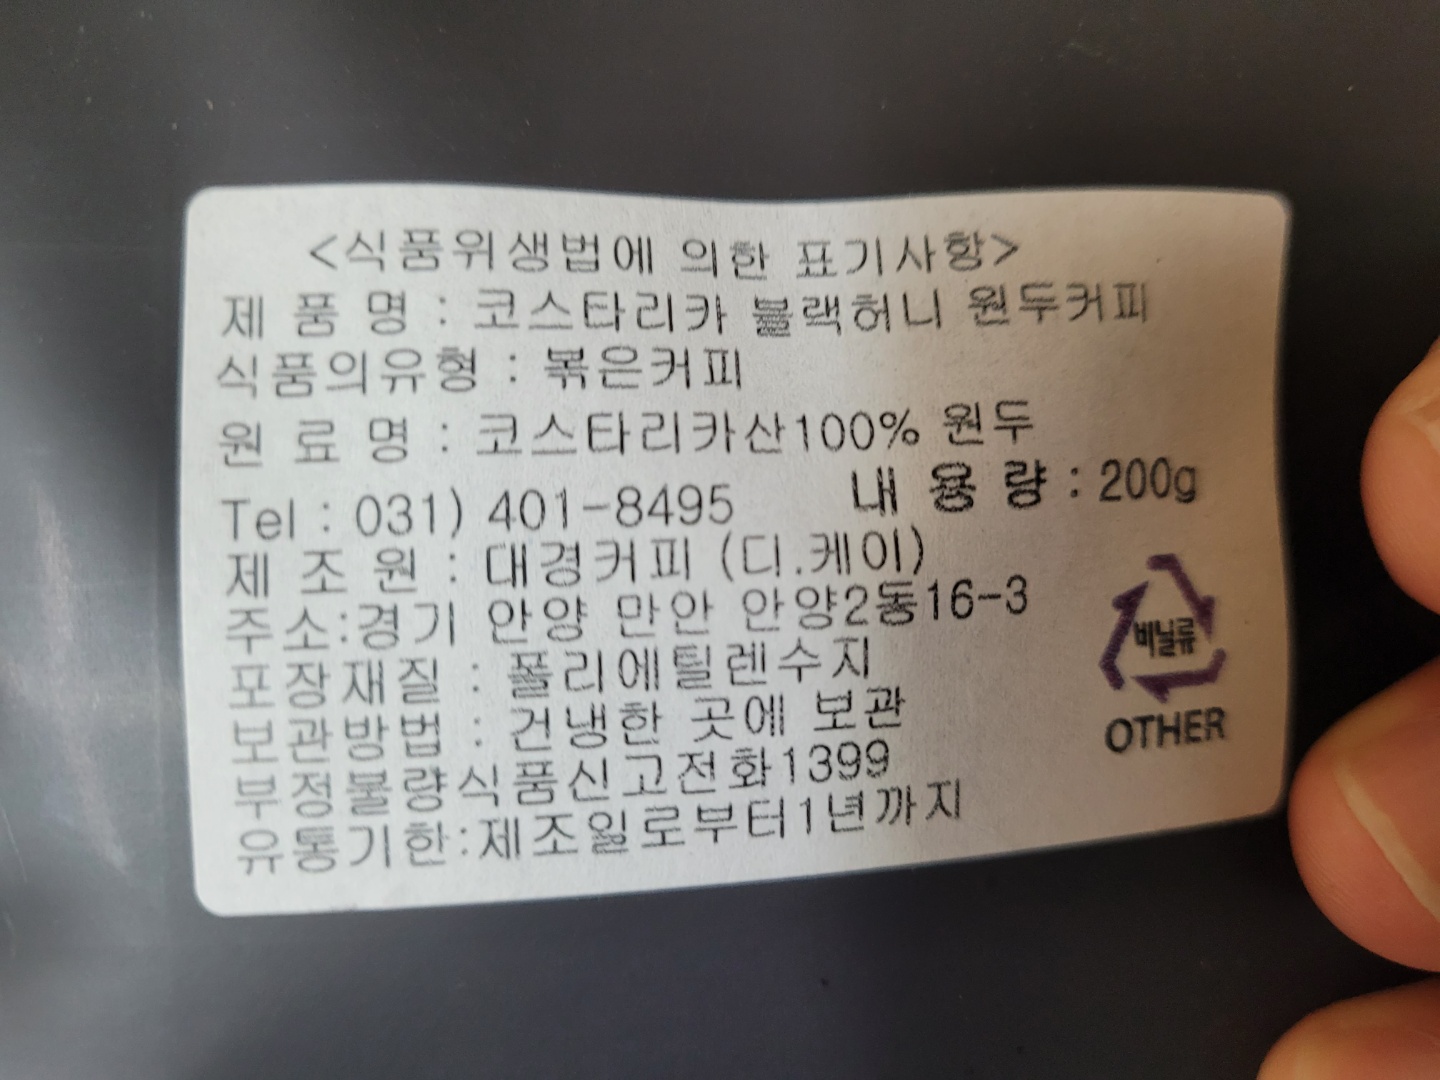 <식품위생법에 의한 표기사항>
제 품 명 : 코스타리카 블랙허니 원두커피
식품의유형 : 볶은커피
원 료 명 : 코스타리카산100% 원두
Tel : 031) 401-8495 내 용 량 : 200g
제 조 원 : 대경커피 (디.케이)
주소:경기 안양 만안 안양2동16-3
포장재질 : 폴리에틸렌수지
보관방법 : 건냉한 곳에 보관
부정불량식품신고전화1399
유통기한:제조일로부터1년까지
비닐류
OTHER